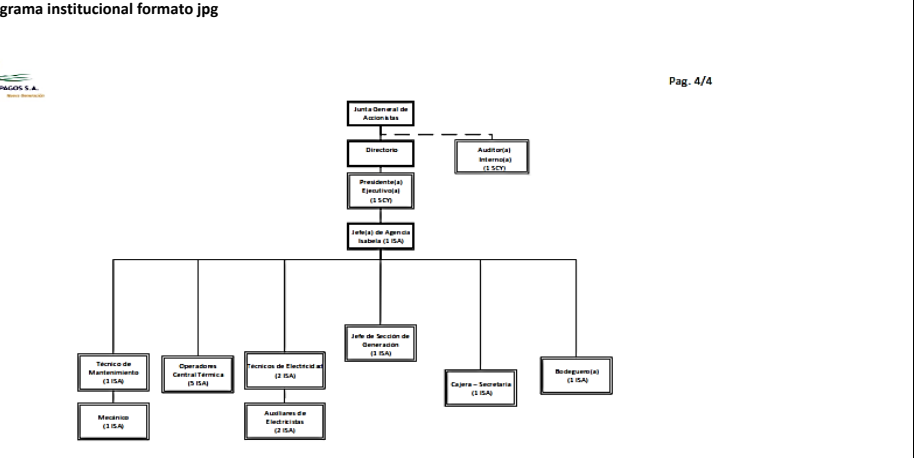 grama institucional formato jpg
PAGOS S.A.
Pag. 4/4
Junta General de
Accionistas
Directorio
Auditor(a)
Interno(a)
(1 SCY)
Presidente(a)
Ejecutivo(a)
(1 SCY)
Jefe(a) de Agencia
Isabela (1 ISA)
Jefe de Sección de
Generación
(1 ISA)
Técnico de
Mantenimiento
(1 ISA)
Operadores
Central Térmica
(5 ISA)
Técnicos de Electricidad
(2 ISA)
Cajera – Secretaria
(1 ISA)
Bodeguero(a)
(1 ISA)
Mecánico
(1 ISA)
Auxiliares de
Electricistas
(2 ISA)